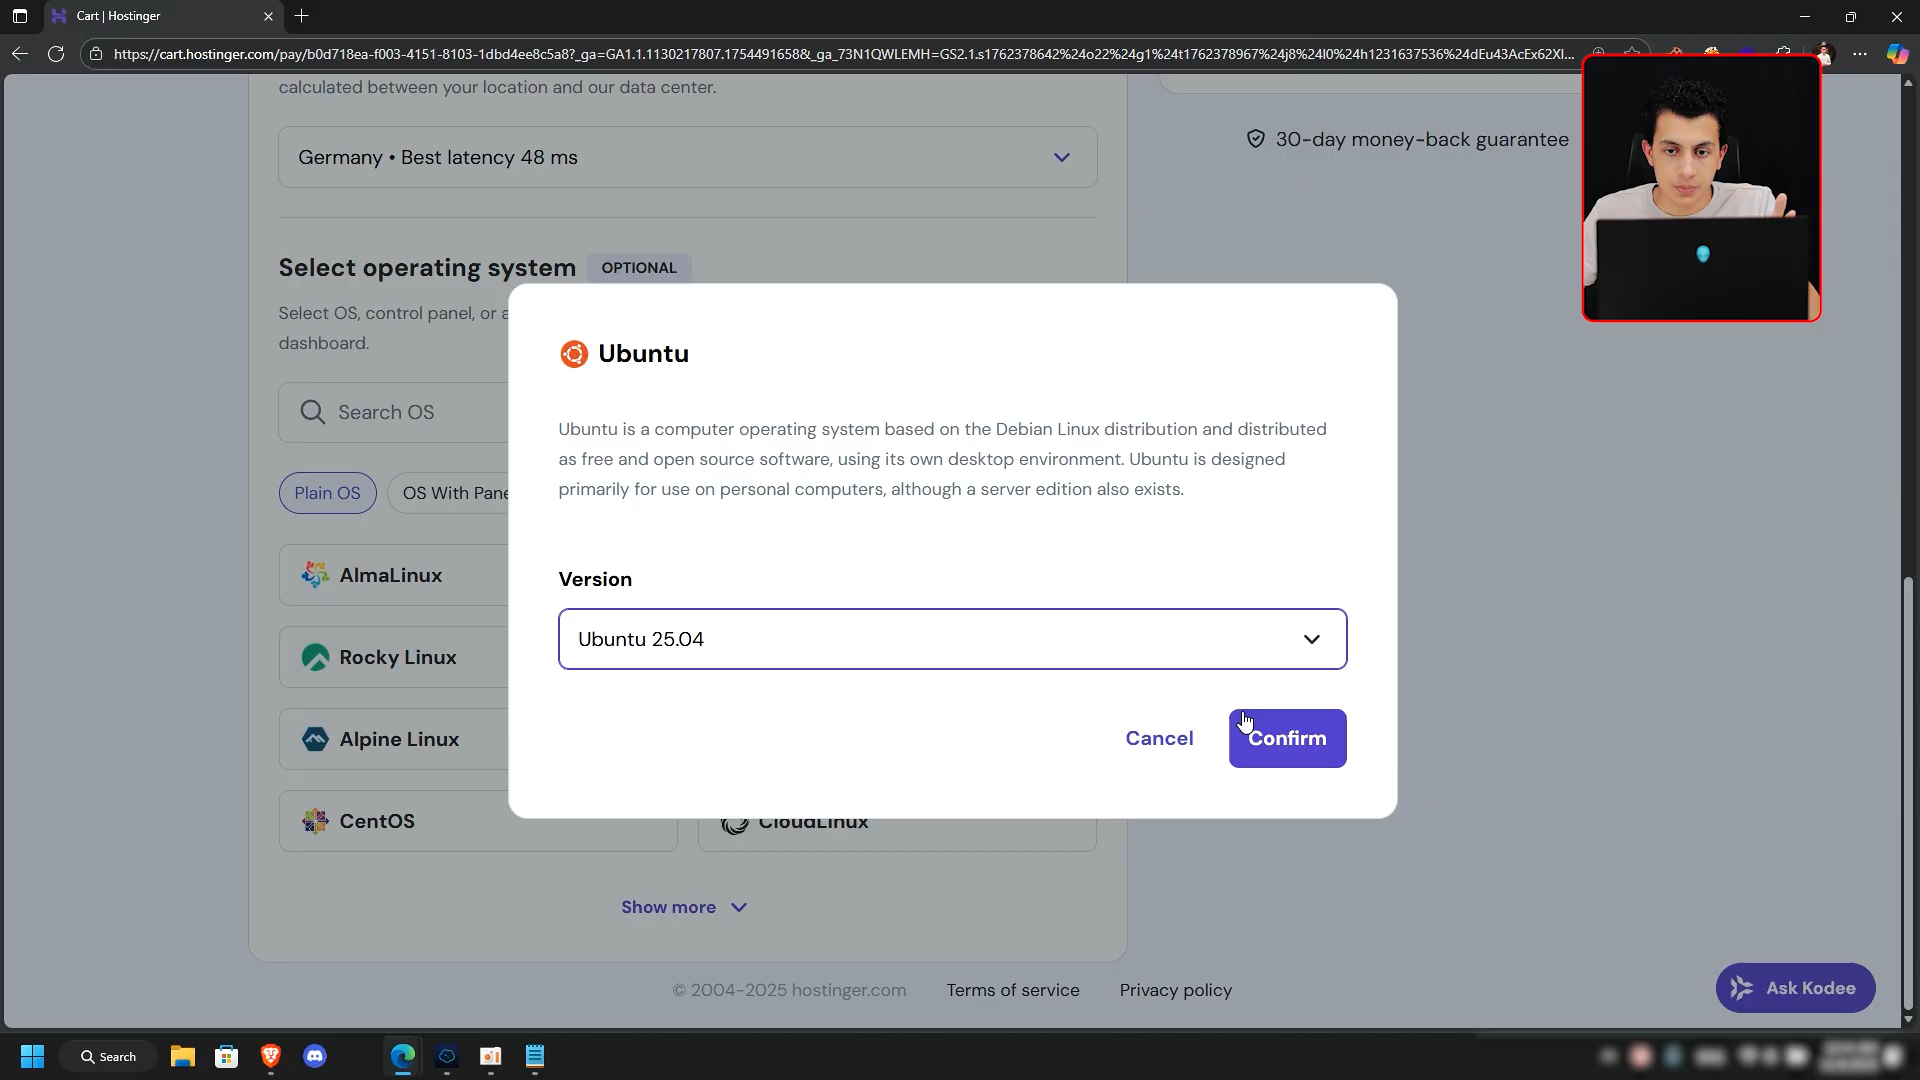 Cart | Hostinger
https://cart.hostinger.com/pay/b0d718ea-f003-4151-8103-1dbd4ee8c5a8?_ga=GA1.1.1130217807.1754491658&_ga_73N1QWLEMH=GS2.1.s1762378642%24o22%24g1%24t1762378967%24j8%24l0%24h1231637536%24dEu43AcEx62Xl...
calculated between your location and our data center.
Germany • Best latency 48 ms
30-day money-back guarantee
Select operating system
OPTIONAL
Select OS, control panel, or a
dashboard.
Search OS
Plain OS
OS With Pane
AlmaLinux
Rocky Linux
Alpine Linux
CentOS
CloudLinux
Show more
Ubuntu
Ubuntu is a computer operating system based on the Debian Linux distribution and distributed
as free and open source software, using its own desktop environment. Ubuntu is designed
primarily for use on personal computers, although a server edition also exists.
Version
Ubuntu 25.04
Cancel
Confirm
© 2004-2025 hostinger.com
Terms of service
Privacy policy
Ask Kodee
Search